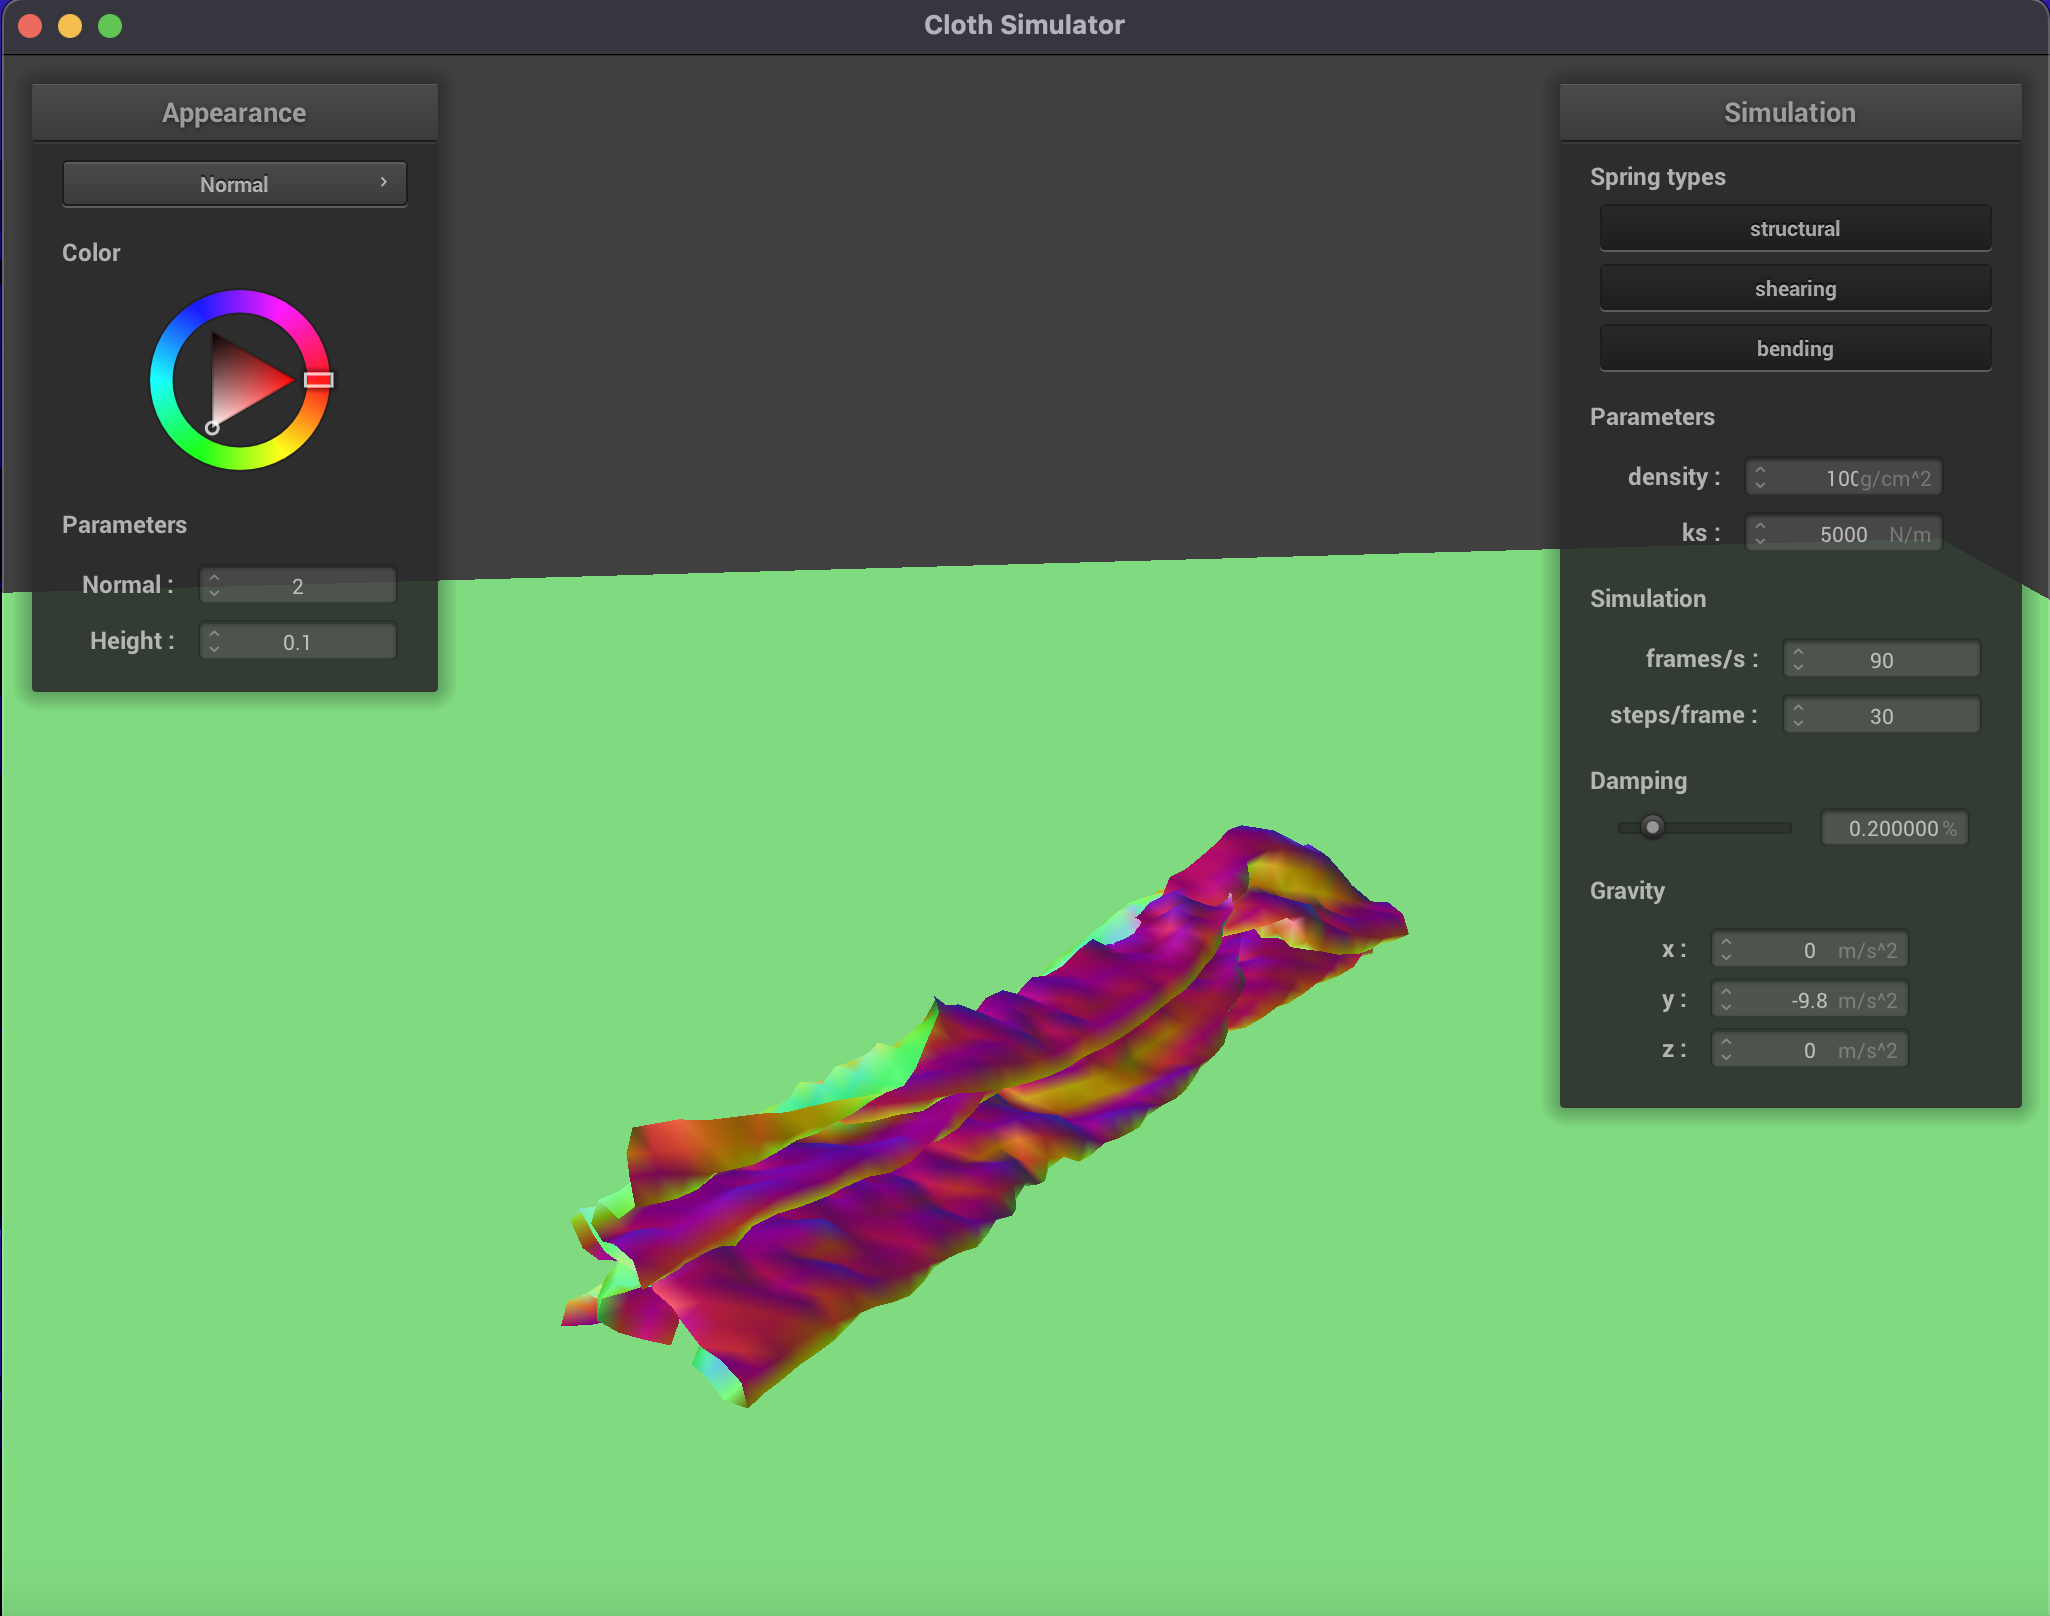 Cloth Simulator
Appearance
Normal
Color
Parameters
Normal : 2
Height : 0.1
Simulation
Spring types
structural
shearing
bending
Parameters
density : 100 g/cm^2
ks : 5000 N/m
Simulation
frames/s : 90
steps/frame : 30
Damping
0.200000 %
Gravity
x : 0 m/s^2
y : -9.8 m/s^2
z : 0 m/s^2